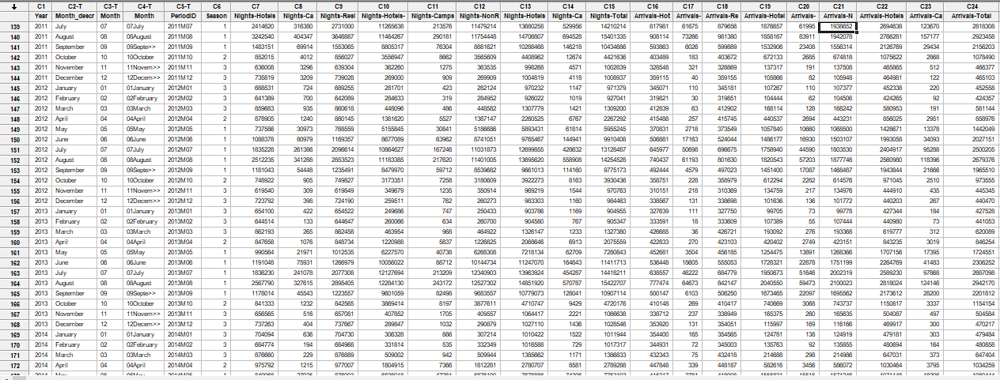 C1 C2-T C3-T C4-T C5-T C6 C7 C8 C9 C10 C11 C12 C13 C14 C15 C16 C17 C18 C19 C20 C21 C22 C23 C24
Year Month_descr Month Month PeriodID Season Nights-Hotels Nights-Ca Nights-Resi Nights-Hotels- Nights-Camps Nights-NonR Nights-Hotels Nights-Ca Nights-Total Arrivals-Hot Arrivals- Arrivals-Re Arrivals-Hotel Arrivals- Arrivals-N Arrivals-Hotels Arrivals-Ca Arrivals-Total
139 2011 July 07 07July 2011M07 1 2414620 316380 2731000 11265638 213576 11479214 13680258 529956 14210214 817981 61675 879656 1876657 61995 1938652 2694638 123670 2818308
140 2011 August 08 08August 2011M08 1 3242540 404347 3646887 11464267 290181 11754448 14706807 694528 15401335 908114 73266 981380 1858167 83911 1942078 2766281 157177 2923458
141 2011 September 09 09Septe>> 2011M09 1 1483151 69914 1553065 8805317 76304 8881621 10288468 146218 10434686 593863 6026 599889 1532906 23408 1556314 2126769 29434 2156203
142 2011 October 10 10October 2011M10 2 852015 4012 856027 3556947 8662 3565609 4408962 12674 4421636 403489 183 403672 672133 2685 674818 1075622 2868 1078490
143 2011 November 11 11Novem>> 2011M11 3 636008 3296 639304 362260 1275 363535 998268 4571 1002839 328548 321 328869 137317 191 137508 465865 512 466377
144 2011 December 12 12Decem>> 2011M12 3 735819 3209 739028 269000 909 269909 1004819 4118 1008937 359115 40 359155 105866 82 105948 464981 122 465103
145 2012 January 01 01January 2012M01 3 688531 724 689255 281701 423 282124 970232 1147 971379 345071 110 345181 107267 110 107377 452338 220 452558
146 2012 February 02 02February 2012M02 3 641389 700 642089 284633 319 284952 926022 1019 927041 319821 30 319851 104444 62 104506 424265 92 424357
147 2012 March 03 03March 2012M03 3 859683 935 860618 448096 486 448582 1307779 1421 1309200 412839 63 412902 168114 128 168242 580953 191 581144
148 2012 April 04 04April 2012M04 2 878905 1240 880145 1381620 5527 1387147 2260525 6767 2267292 415488 257 415745 440537 2694 443231 856025 2951 858976
149 2012 May 05 05May 2012M05 1 737586 30973 768559 5155845 30841 5186686 5893431 61814 5955245 370831 2718 373549 1057840 10660 1068500 1428671 13378 1442049
150 2012 June 06 06June 2012M06 1 1088378 80979 1169357 8677089 63962 8741051 9765467 144941 9910408 506881 17163 524044 1486177 16930 1503107 1993058 34093 2027151
151 2012 July 07 07July 2012M07 1 1835228 261386 2096614 10864627 167246 11031873 12699855 428632 13128487 645977 50698 696675 1758940 44590 1803530 2404917 95288 2500205
152 2012 August 08 08August 2012M08 1 2512235 341288 2853523 11183385 217620 11401005 13695620 558908 14254528 740437 61193 801630 1820543 57203 1877746 2560980 118396 2679376
153 2012 September 09 09Septe>> 2012M09 1 1181043 54448 1235491 8479970 59712 8539682 9661013 114160 9775173 492444 4579 497023 1451400 17087 1468487 1943844 21666 1965510
154 2012 October 10 10October 2012M10 2 748922 905 749827 3173351 7258 3180609 3922273 8163 3930436 358751 228 358979 612294 2282 614576 971045 2510 973555
155 2012 November 11 11Novem>> 2012M11 3 619540 309 619849 349679 1235 350914 969219 1544 970763 310151 218 310369 134759 217 134976 444910 435 445345
156 2012 December 12 12Decem>> 2012M12 3 723792 398 724190 259511 762 260273 983303 1160 984463 338567 131 338698 101636 136 101772 440203 267 440470
157 2013 January 01 01January 2013M01 3 654100 422 654522 249686 747 250433 903786 1169 904955 327639 111 327750 99705 73 99778 427344 184 427528
158 2013 February 02 02February 2013M02 3 644514 133 644647 260066 634 260700 904580 767 905347 333591 18 333609 107389 55 107444 440980 73 441053
159 2013 March 03 03March 2013M03 3 862193 265 862458 463954 968 464922 1326147 1233 1327380 426685 36 426721 193092 276 193368 619777 312 620089
160 2013 April 04 04April 2013M04 2 847658 1076 848734 1220988 5837 1226825 2068646 6913 2075559 422833 270 423103 420402 2749 423151 843235 3019 846254
161 2013 May 05 05May 2013M05 1 990564 21971 1012535 6227570 40738 6268308 7218134 62709 7280843 452681 3504 456185 1254475 13891 1268366 1707156 17395 1724551
162 2013 June 06 06June 2013M06 1 1191048 75931 1266979 10056022 88712 10144734 11247070 164643 11411713 536448 18605 555053 1728321 22878 1751199 2264769 41483 2306252
163 2013 July 07 07July 2013M07 1 1836230 241078 2077308 12127694 213209 12340903 13963924 454287 14418211 638557 46222 684779 1950673 51646 2002319 2589230 97868 2687098
164 2013 August 08 08August 2013M08 1 2567790 327615 2895405 12284130 243172 12527302 14851920 570787 15422707 777474 64673 842147 2040550 59473 2100023 2818024 124146 2942170
165 2013 September 09 09Septe>> 2013M09 1 1178014 45543 1223557 9601059 82498 9683557 10779073 128041 10907114 500147 6103 506250 1673465 22097 1695562 2173612 28200 2201812
166 2013 October 10 10October 2013M10 2 841333 1232 842565 3869414 8197 3877611 4710747 9429 4720176 410148 269 410417 740669 3068 743737 1150817 3337 1154154
167 2013 November 11 11Novem>> 2013M11 3 656565 516 657081 407852 1705 409557 1064417 2221 1066638 338712 237 338949 165375 260 165635 504087 497 504584
168 2013 December 12 12Decem>> 2013M12 3 737263 404 737667 289847 1032 290879 1027110 1436 1028546 353920 131 354051 115997 169 116166 469917 300 470217
169 2014 January 01 01January 2014M01 3 704094 636 704730 306328 886 307214 1010422 1522 1011944 354400 165 354565 124781 138 124919 479181 303 479484
170 2014 February 02 02February 2014M02 3 684774 194 684968 331814 535 332349 1016588 729 1017317 344931 72 345003 135763 92 135855 480694 164 480858
171 2014 March 03 03March 2014M03 3 876660 229 876889 509002 942 509944 1385662 1171 1386833 432343 75 432418 214688 298 214986 647031 373 647404
172 2014 April 04 04April 2014M04 2 975792 1215 977007 1804915 7366 1812281 2780707 8581 2789288 447848 339 448187 582616 3456 586072 1030464 3795 1034259